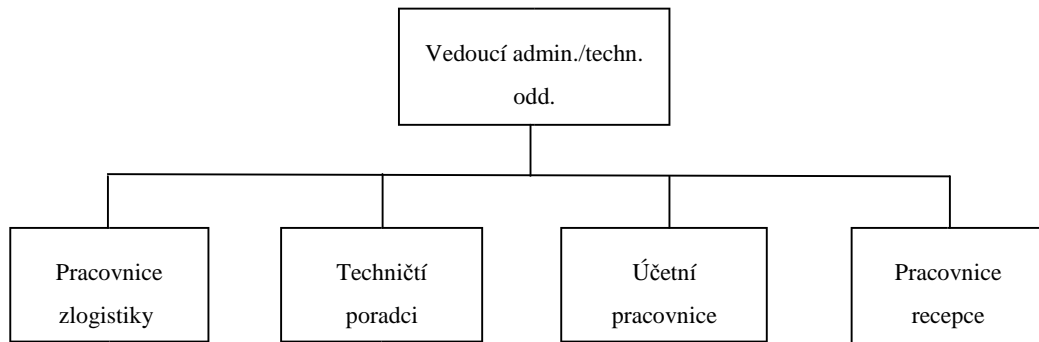 Vedoucí admin./techn.
odd.
Pracovnice
zlogistiky
Techničtí
poradci
Účetní
pracovnice
Pracovnice
recepce